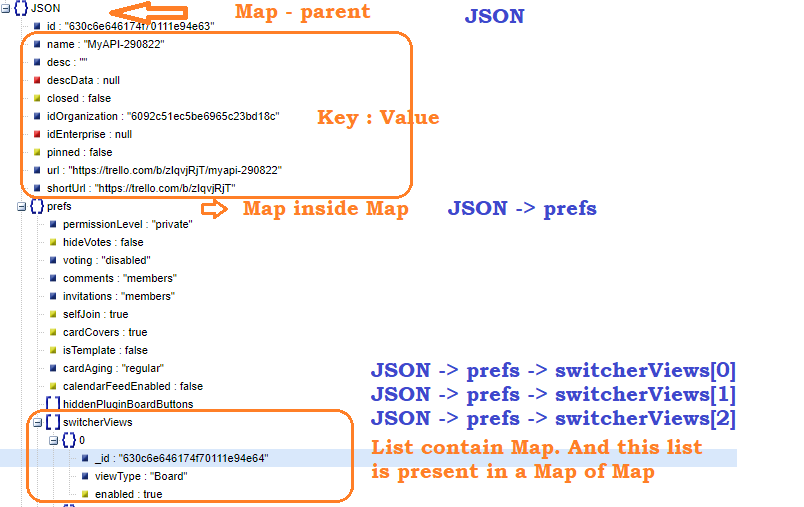 JSON
Map - parent
JSON
id : "630c6e646174f70111e94e63"
name : "MyAPI-290822"
desc : ""
descData : null
closed : false
idOrganization : "6092c51ec5be6965c23bd18c"
Key : Value
idEnterprise : null
pinned : false
url : "https://trello.com/b/zIqvjRjT/myapi-290822"
shortUrl : "https://trello.com/b/zIqvjRjT"
prefs
Map inside Map
JSON -> prefs
permissionLevel : "private"
hideVotes : false
voting : "disabled"
comments : "members"
invitations : "members"
selfJoin : true
cardCovers : true
isTemplate : false
cardAging : "regular"
calendarFeedEnabled : false
hiddenPluginBoardButtons
switcherViews
0
_id : "630c6e646174f70111e94e64"
viewType : "Board"
enabled : true
JSON -> prefs -> switcherViews[0]
JSON -> prefs -> switcherViews[1]
JSON -> prefs -> switcherViews[2]
List contain Map. And this list
is present in a Map of Map